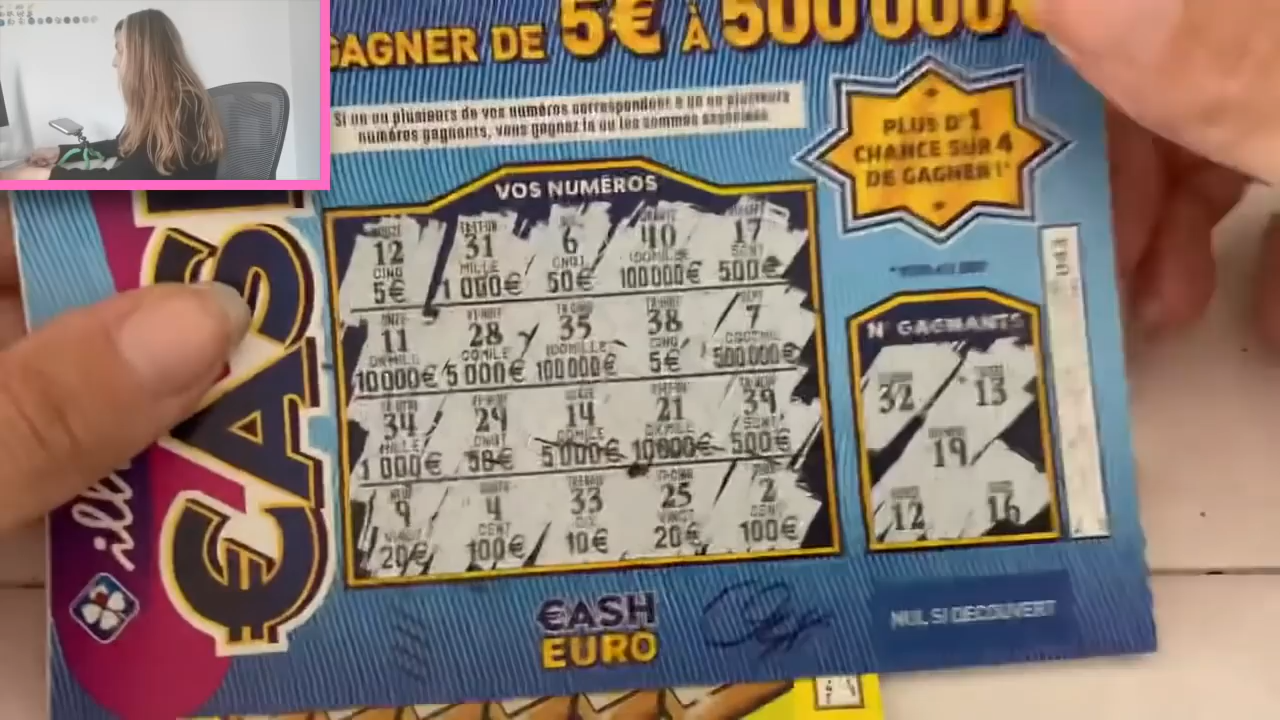 GAGNER DE 5€ À 500 000€
Si un ou plusieurs de vos numéros correspondent à un ou plusieurs
numéros gagnants, vous gagnez la ou les sommes associées.
PLUS D'1
CHANCE SUR 4
DE GAGNER !*
VOS NUMÉROS
12 31 6 40 17
CINQ MILLE
5€ 1 000€ 50€ 100 000€ 500€
11 28 35 38 7
10 000€ 5 000€ 100 000€ 5€ 500 000€
34 29 14 21 39
MILLE
1 000€ 50€ 5 000€ 10 000€ 500€
9 4 33 25 2
VINGT CENT DIX VINGT CENT
20€ 100€ 10€ 20€ 100€
N° GAGNANTS
32 13
19
12 16
043
CASH
€ASH
EURO
NUL SI DECOUVERT